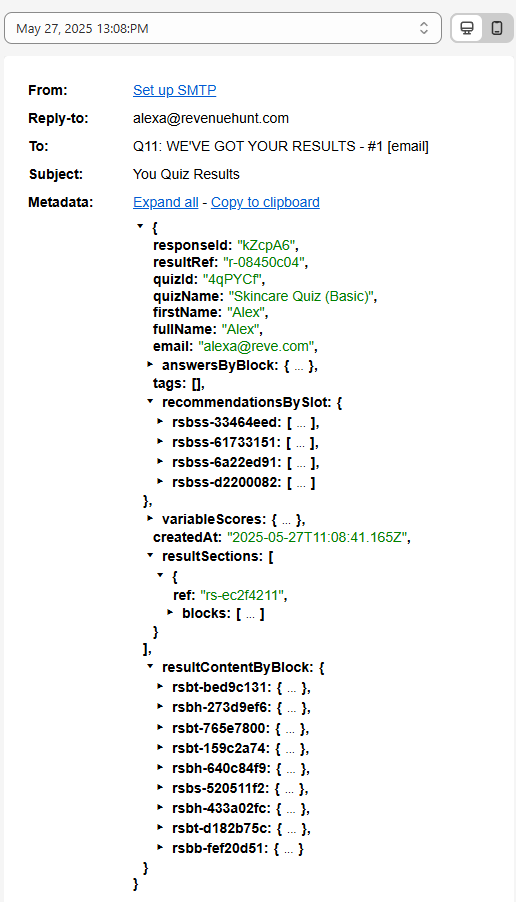 May 27, 2025 13:08:PM
From: Set up SMTP
Reply-to: alexa@revenuehunt.com
To: Q11: WE'VE GOT YOUR RESULTS - #1 [email]
Subject: You Quiz Results
Metadata: Expand all - Copy to clipboard
{
responseId: "kZcpA6",
resultRef: "r-08450c04",
quizId: "4qPYCf",
quizName: "Skincare Quiz (Basic)",
firstName: "Alex",
fullName: "Alex",
email: "alexa@reve.com",
answersByBlock: { ... },
tags: [],
recommendationsBySlot: {
rsbss-33464eed: [ ... ],
rsbss-61733151: [ ... ],
rsbss-6a22ed91: [ ... ],
rsbss-d2200082: [ ... ]
},
variableScores: { ... },
createdAt: "2025-05-27T11:08:41.165Z",
resultSections: [
{
ref: "rs-ec2f4211",
blocks: [ ... ]
}
],
resultContentByBlock: {
rsbt-bed9c131: { ... },
rsbh-273d9ef6: { ... },
rsbt-765e7800: { ... },
rsbt-159c2a74: { ... },
rsbh-640c84f9: { ... },
rsbs-520511f2: { ... },
rsbh-433a02fc: { ... },
rsbt-d182b75c: { ... },
rsbb-fef20d51: { ... }
}
}